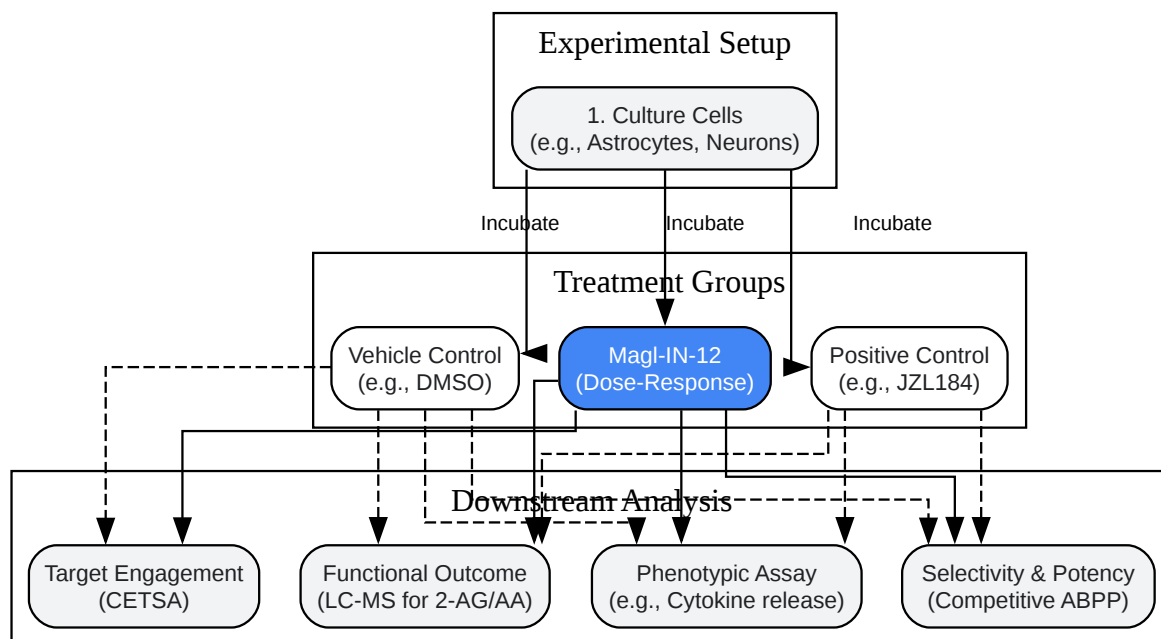 Experimental Setup
1. Culture Cells
(e.g., Astrocytes, Neurons)
Incubate Incubate Incubate
Treatment Groups
Vehicle Control
(e.g., DMSO)
Magl-IN-12
(Dose-Response)
Positive Control
(e.g., JZL184)
Downstream Analysis
Target Engagement
(CETSA)
Functional Outcome
(LC-MS for 2-AG/AA)
Phenotypic Assay
(e.g., Cytokine release)
Selectivity & Potency
(Competitive ABPP)